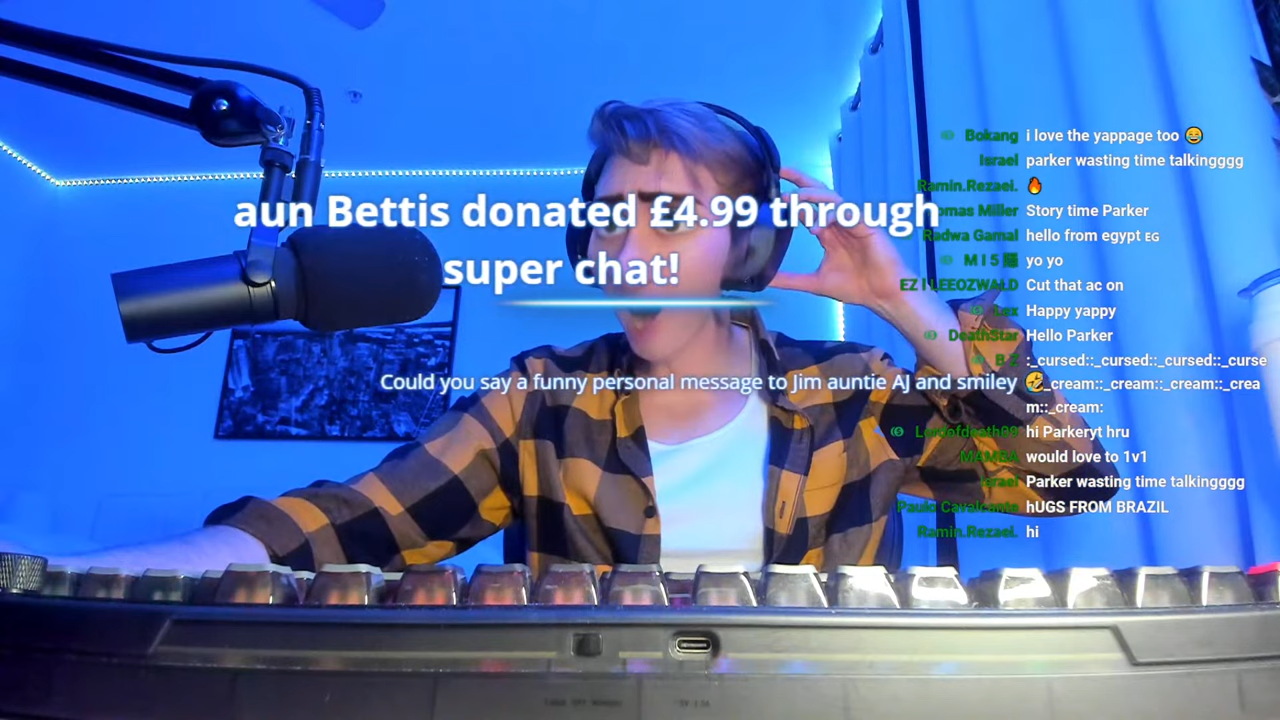 aun Bettis donated £4.99 through
super chat!
Could you say a funny personal message to Jim auntie AJ and smiley 🤣
Bokang i love the yappage too 😂
Israel parker wasting time talkingggg
Ramin.Rezaei. 🔥
omas Miller Story time Parker
Radwa Gamal hello from egypt EG
M I S yo yo
EZ I LEEOZWALD Cut that ac on
Lex Happy yappy
DeathStar Hello Parker
:_cursed::_cursed::_cursed::_curse
_cream::_cream::_cream::_crea
m::_cream:
Lordofdeath99 hi Parkeryt hru
MAMBA would love to 1v1
Israel Parker wasting time talkingggg
Paulo Cavalcante hUGS FROM BRAZIL
Ramin.Rezaei. hi